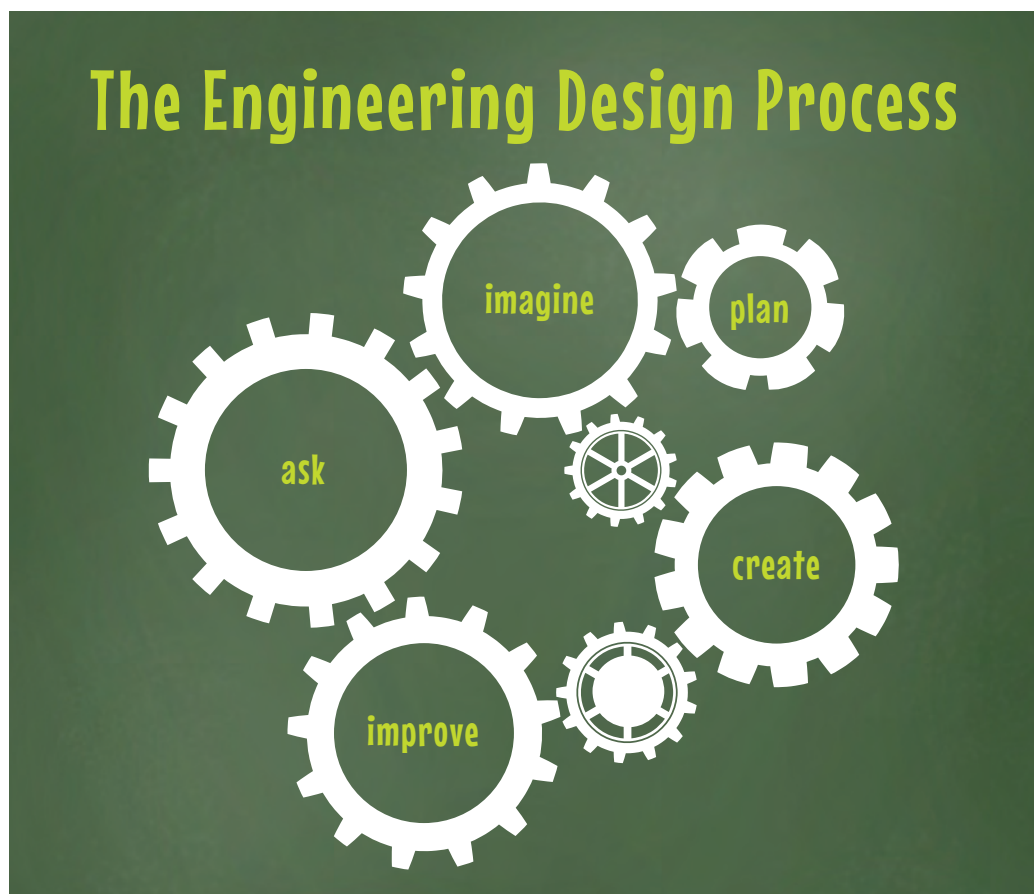 The Engineering Design Process
imagine
plan
ask
create
improve